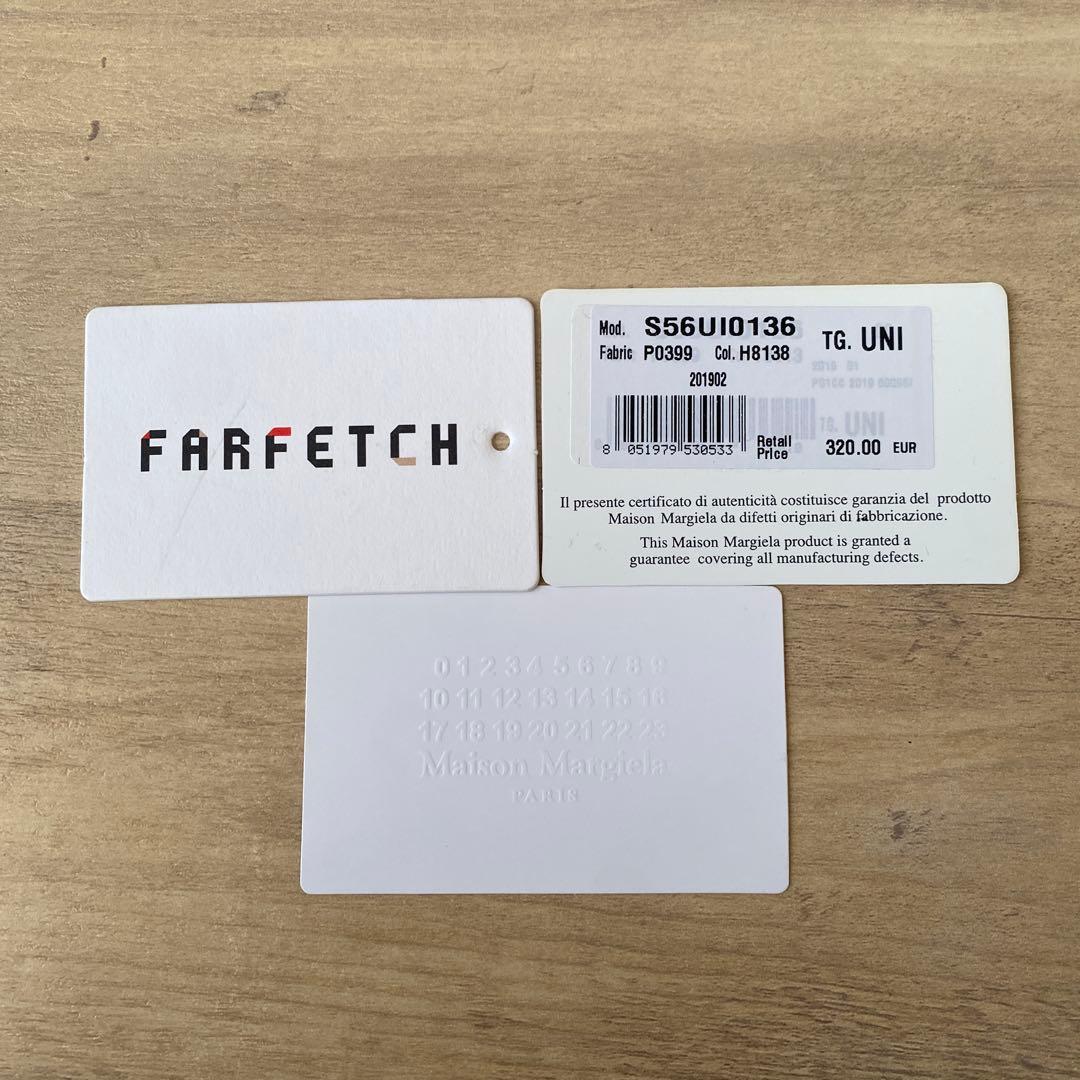 FARFETCH
Mod. S56UI0136
TG. UNI
Fabric P0399 Col. H8138
201902
8 051979 530533
Retail Price 320.00 EUR
TG. UNI
Il presente certificato di autenticità costituisce garanzia del prodotto
Maison Margiela da difetti originari di fabbricazione.
This Maison Margiela product is granted a
guarantee covering all manufacturing defects.
0 1 2 3 4 5 6 7 8 9
10 11 12 13 14 15 16
17 18 19 20 21 22 23
Maison Margiela
PARIS